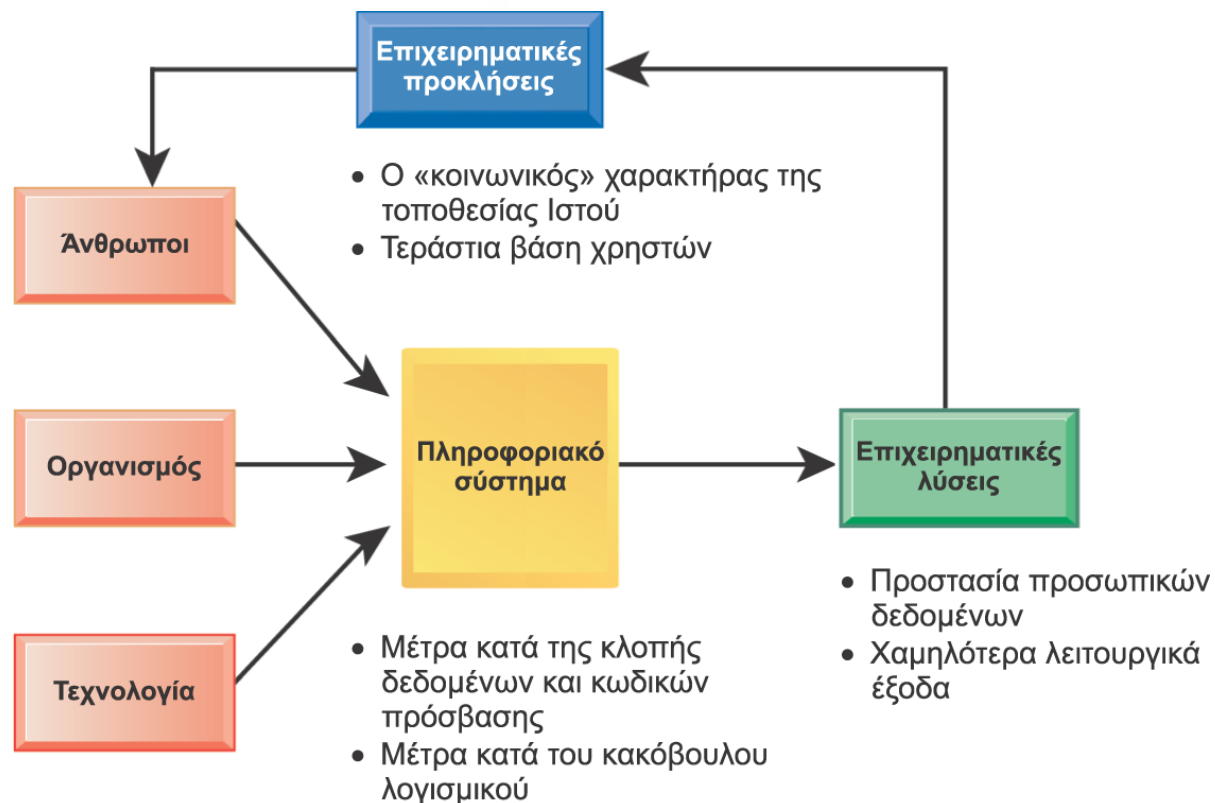 Επιχειρηματικές
προκλήσεις
• Ο «κοινωνικός» χαρακτήρας της
τοποθεσίας Ιστού
• Τεράστια βάση χρηστών
Άνθρωποι
Οργανισμός
Τεχνολογία
Πληροφοριακό
σύστημα
• Μέτρα κατά της κλοπής
δεδομένων και κωδικών
πρόσβασης
• Μέτρα κατά του κακόβουλου
λογισμικού
Επιχειρηματικές
λύσεις
• Προστασία προσωπικών
δεδομένων
• Χαμηλότερα λειτουργικά
έξοδα